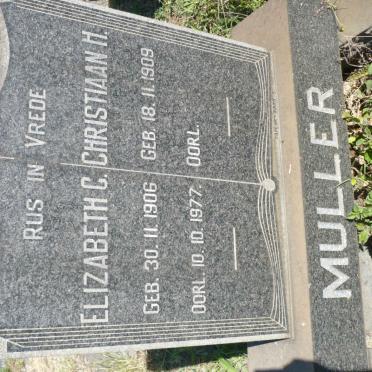 RUS IN VREDE
ELIZABETH C. CHRISTIAAN H.
GEB. 30. 11. 1906 GEB. 18. 11. 1909
OORL. 10. 10. 1977. OORL.
MULLER